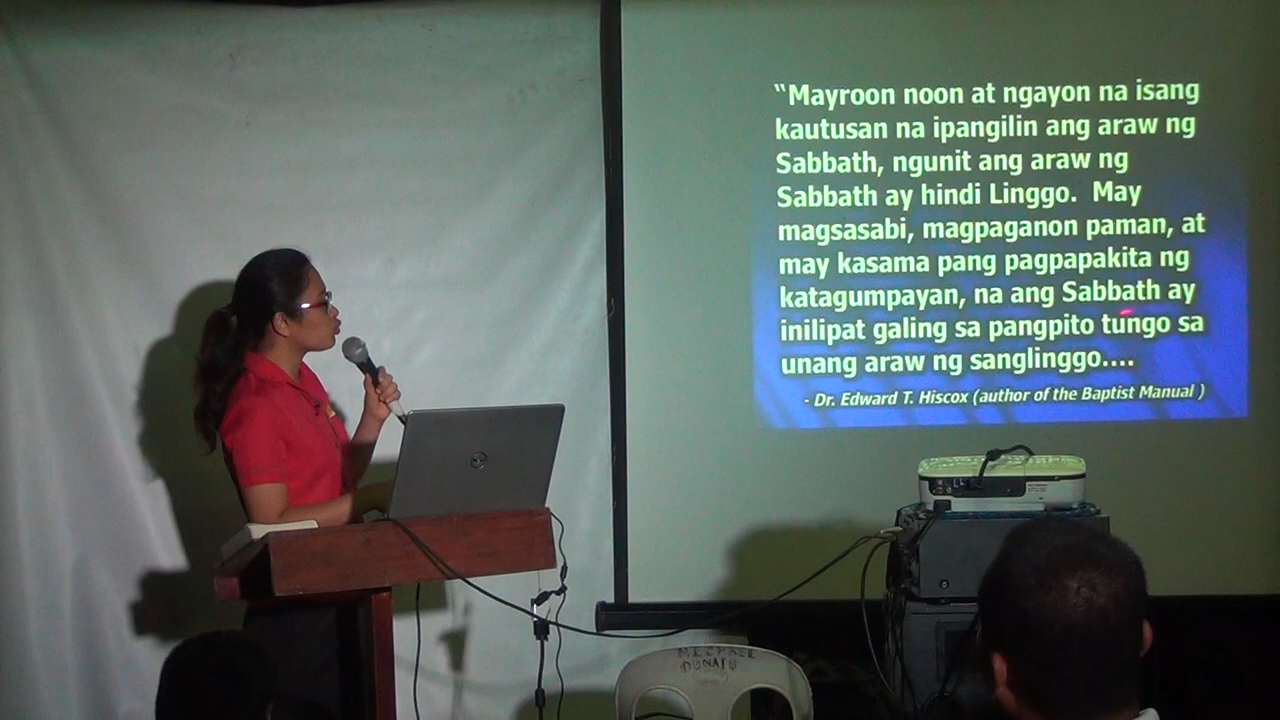 “Mayroon noon at ngayon na isang
kautusan na ipangilin ang araw ng
Sabbath, ngunit ang araw ng
Sabbath ay hindi Linggo. May
magsasabi, magpaganon paman, at
may kasama pang pagpapakita ng
katagumpayan, na ang Sabbath ay
inilipat galing sa pangpito tungo sa
unang araw ng sanglinggo....
- Dr. Edward T. Hiscox (author of the Baptist Manual )
MICHAEL
DONATO